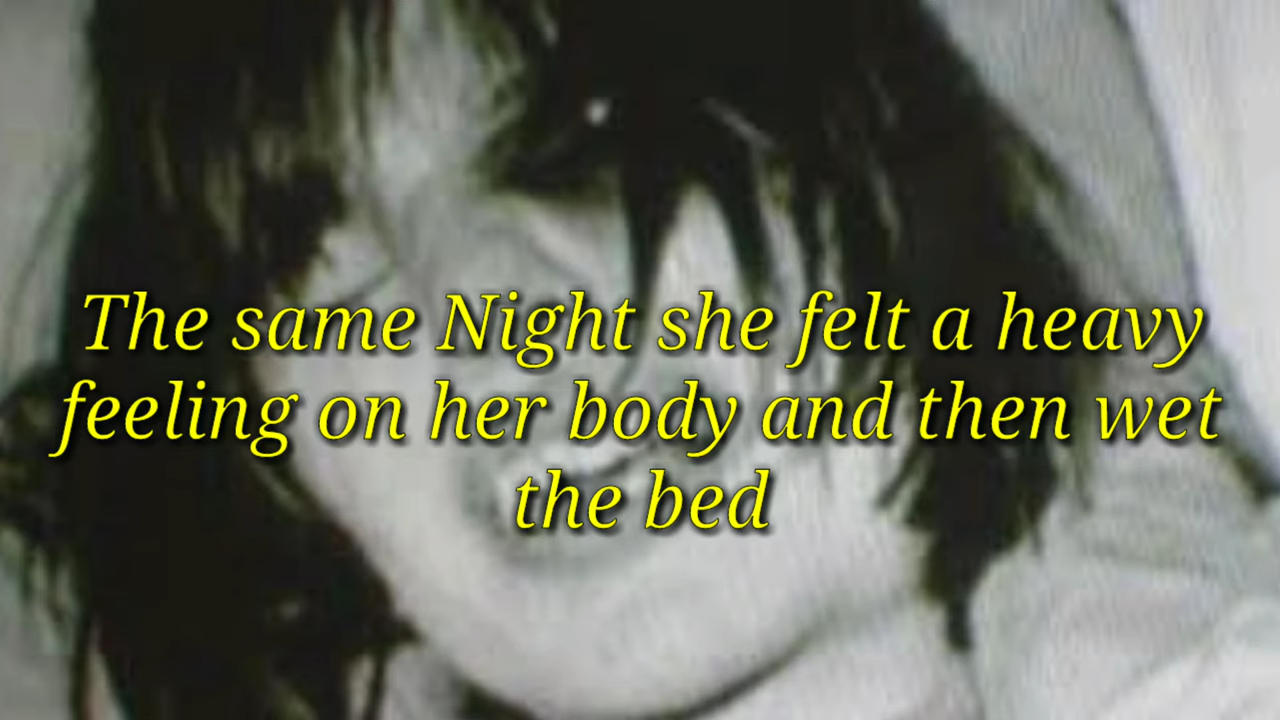 The same Night she felt a heavy
feeling on her body and then wet
the bed